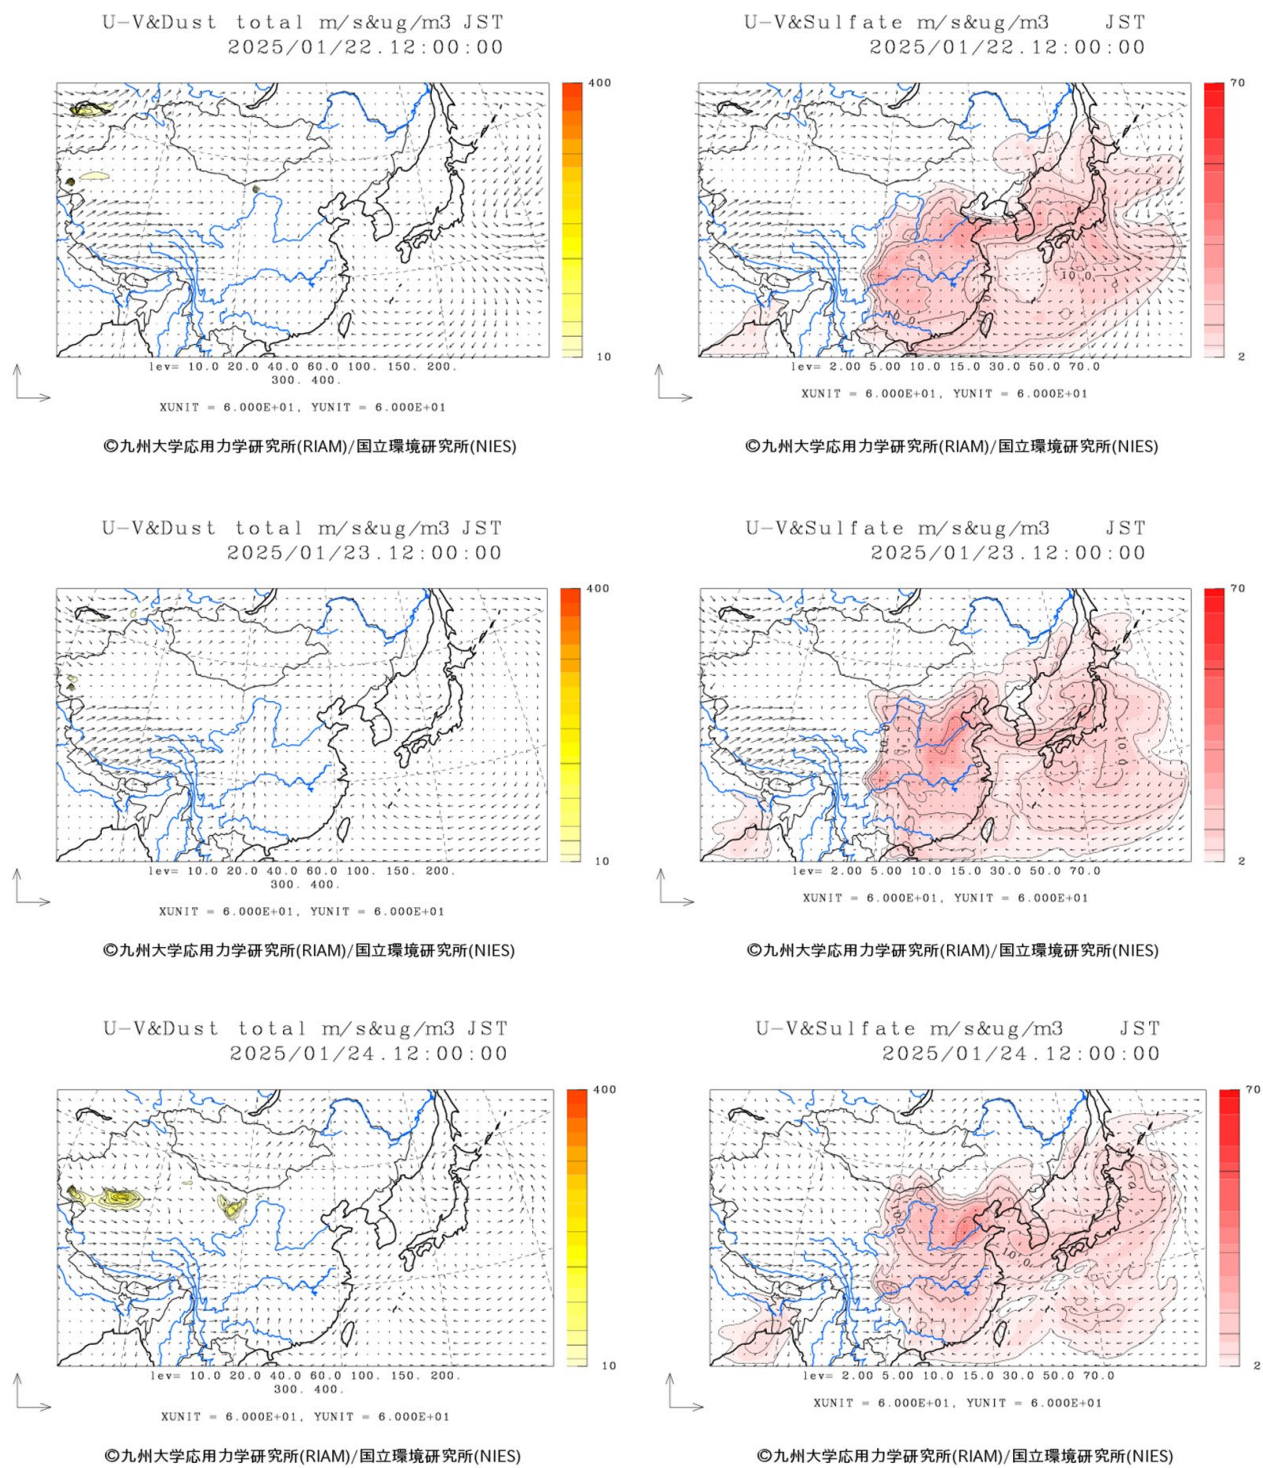 U-V&Dust total m/s&ug/m3 JST
2025/01/22.12:00:00
400
10
lev= 10.0 20.0 40.0 60.0 80.0 100. 120. 150. 200.
300. 400.
XUNIT = 6.000E+01, YUNIT = 6.000E+01
©九州大学応用力学研究所(RIAM)/国立環境研究所(NIES)
U-V&Sulfate m/s&ug/m3 JST
2025/01/22.12:00:00
70
10.0
2
lev= 2.00 5.00 10.0 15.0 30.0 50.0 70.0
XUNIT = 6.000E+01, YUNIT = 6.000E+01
©九州大学応用力学研究所(RIAM)/国立環境研究所(NIES)
U-V&Dust total m/s&ug/m3 JST
2025/01/23.12:00:00
400
10
lev= 10.0 20.0 40.0 60.0 80.0 100. 120. 150. 200.
300. 400.
XUNIT = 6.000E+01, YUNIT = 6.000E+01
©九州大学応用力学研究所(RIAM)/国立環境研究所(NIES)
U-V&Sulfate m/s&ug/m3 JST
2025/01/23.12:00:00
70
2
lev= 2.00 5.00 10.0 15.0 30.0 50.0 70.0
XUNIT = 6.000E+01, YUNIT = 6.000E+01
©九州大学応用力学研究所(RIAM)/国立環境研究所(NIES)
U-V&Dust total m/s&ug/m3 JST
2025/01/24.12:00:00
400
10
lev= 10.0 20.0 40.0 60.0 80.0 100. 120. 150. 200.
300. 400.
XUNIT = 6.000E+01, YUNIT = 6.000E+01
©九州大学応用力学研究所(RIAM)/国立環境研究所(NIES)
U-V&Sulfate m/s&ug/m3 JST
2025/01/24.12:00:00
70
2
lev= 2.00 5.00 10.0 15.0 30.0 50.0 70.0
XUNIT = 6.000E+01, YUNIT = 6.000E+01
©九州大学応用力学研究所(RIAM)/国立環境研究所(NIES)